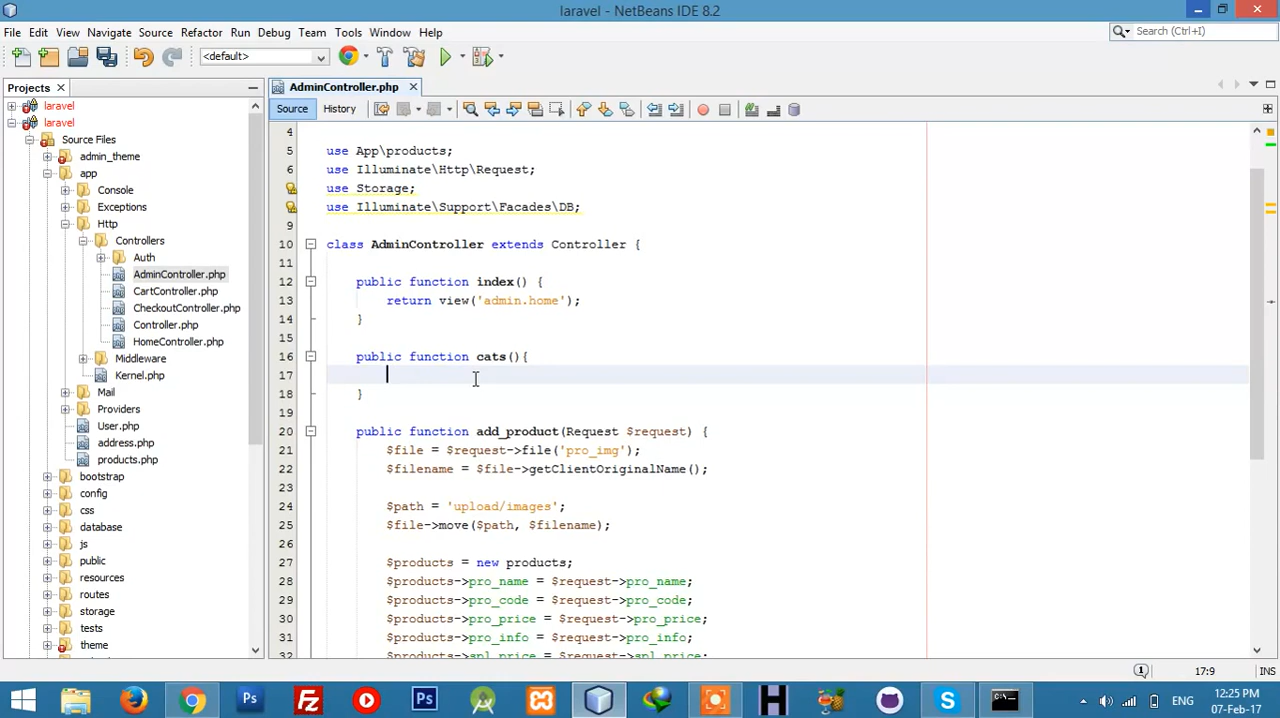 laravel - NetBeans IDE 8.2
File Edit View Navigate Source Refactor Run Debug Team Tools Window Help
Search (Ctrl+I)
<default>
Projects
AdminController.php
Source History
laravel
laravel
Source Files
admin_theme
app
Console
Exceptions
Http
Controllers
Auth
AdminController.php
CartController.php
CheckoutController.php
Controller.php
HomeController.php
Middleware
Kernel.php
Mail
Providers
User.php
address.php
products.php
bootstrap
config
css
database
js
public
resources
routes
storage
tests
theme
4
5 use App\products;
6 use Illuminate\Http\Request;
use Storage;
use Illuminate\Support\Facades\DB;
9
10 class AdminController extends Controller {
11
12 public function index() {
13 return view('admin.home');
14 }
15
16 public function cats(){
17
18 }
19
20 public function add_product(Request $request) {
21 $file = $request->file('pro_img');
22 $filename = $file->getClientOriginalName();
23
24 $path = 'upload/images';
25 $file->move($path, $filename);
26
27 $products = new products;
28 $products->pro_name = $request->pro_name;
29 $products->pro_code = $request->pro_code;
30 $products->pro_price = $request->pro_price;
31 $products->pro_info = $request->pro_info;
32 $products->spl_price = $request->spl_price;
1 17:9 INS
Ps Ps
ENG
12:25 PM
07-Feb-17